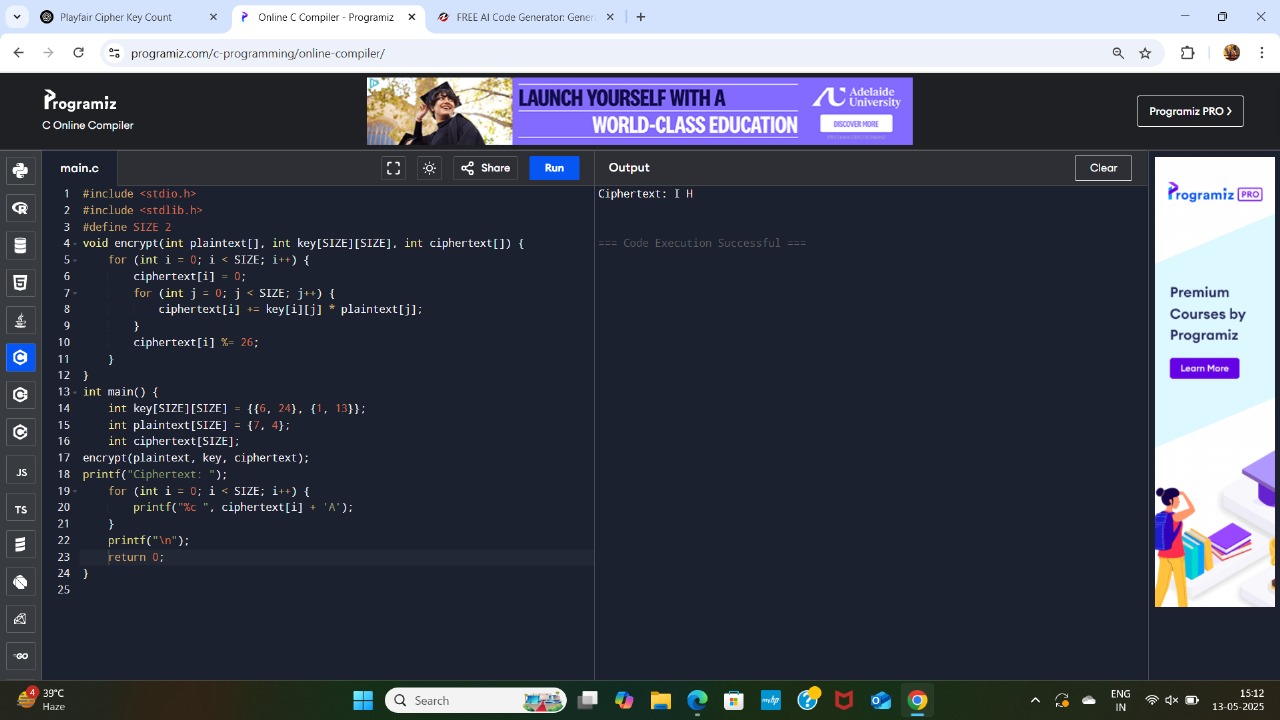 Playfair Cipher Key Count
Online C Compiler - Programiz
FREE AI Code Generator: Gener
programiz.com/c-programming/online-compiler/
Programiz
C Online Compiler
LAUNCH YOURSELF WITH A
WORLD-CLASS EDUCATION
Adelaide
University
DISCOVER MORE
Programiz PRO
main.c
Share
Run
Output
Clear
1 #include <stdio.h>
2 #include <stdlib.h>
3 #define SIZE 2
4 void encrypt(int plaintext[], int key[SIZE][SIZE], int ciphertext[]) {
5 for (int i = 0; i < SIZE; i++) {
6 ciphertext[i] = 0;
7 for (int j = 0; j < SIZE; j++) {
8 ciphertext[i] += key[i][j] * plaintext[j];
9 }
10 ciphertext[i] %= 26;
11 }
12 }
13 int main() {
14 int key[SIZE][SIZE] = {{6, 24}, {1, 13}};
15 int plaintext[SIZE] = {7, 4};
16 int ciphertext[SIZE];
17 encrypt(plaintext, key, ciphertext);
18 printf("Ciphertext: ");
19 for (int i = 0; i < SIZE; i++) {
20 printf("%c ", ciphertext[i] + 'A');
21 }
22 printf("\n");
23 return 0;
24 }
25
Ciphertext: I H
=== Code Execution Successful ===
Programiz PRO
Premium
Courses by
Programiz
Learn More
JS
TS
GO
4
39°C
Haze
Search
ENG
IN
15:12
13-05-2025